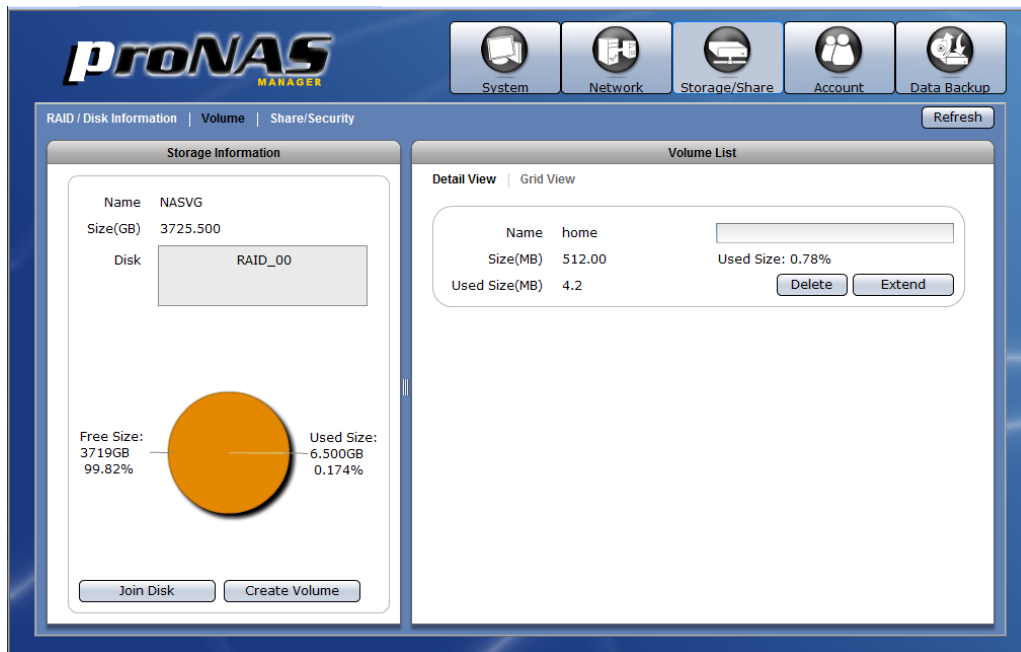 proNAS
MANAGER
System
Network
Storage/Share
Account
Data Backup
RAID / Disk Information | Volume | Share/Security
Refresh
Storage Information
Name NASVG
Size(GB) 3725.500
Disk RAID_00
Free Size:
3719GB
99.82%
Used Size:
6.500GB
0.174%
Join Disk
Create Volume
Volume List
Detail View | Grid View
Name home
Size(MB) 512.00 Used Size: 0.78%
Used Size(MB) 4.2 Delete Extend